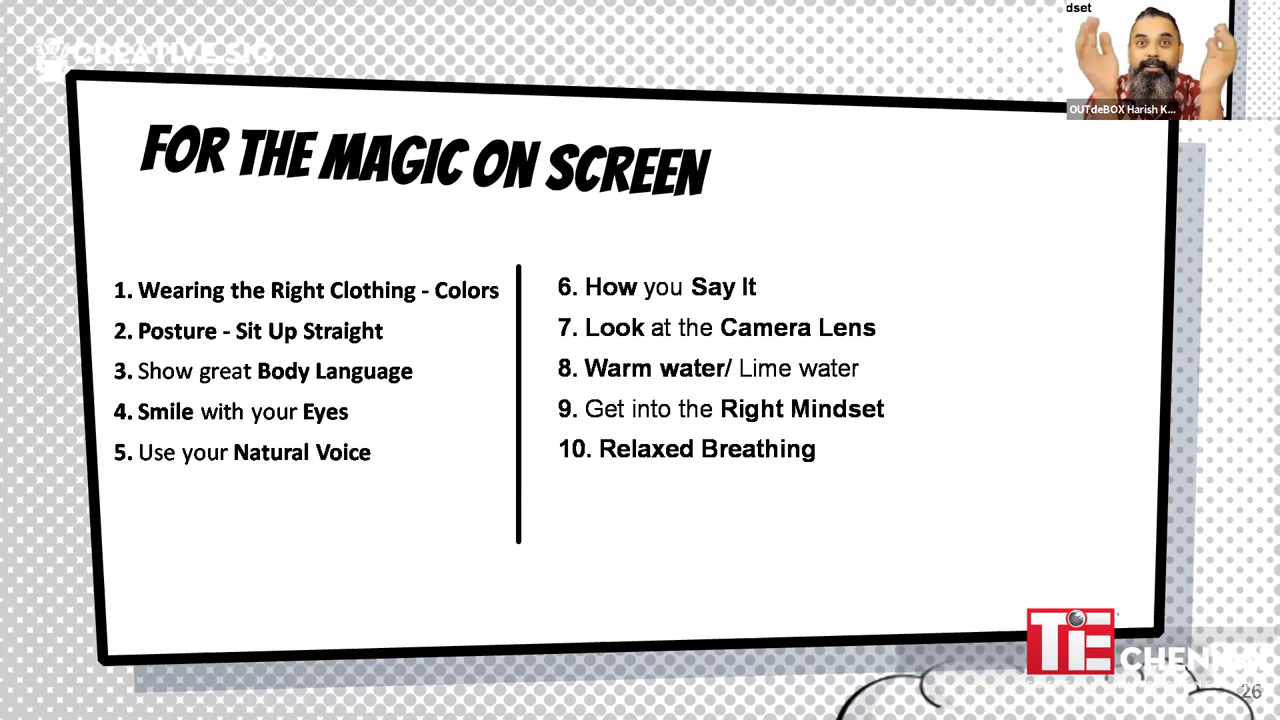 CREATIVE
dset
OUTdeBOX Harish K...
FOR THE MAGIC ON SCREEN
1. Wearing the Right Clothing - Colors
2. Posture - Sit Up Straight
3. Show great Body Language
4. Smile with your Eyes
5. Use your Natural Voice
6. How you Say It
7. Look at the Camera Lens
8. Warm water/ Lime water
9. Get into the Right Mindset
10. Relaxed Breathing
TiE
26